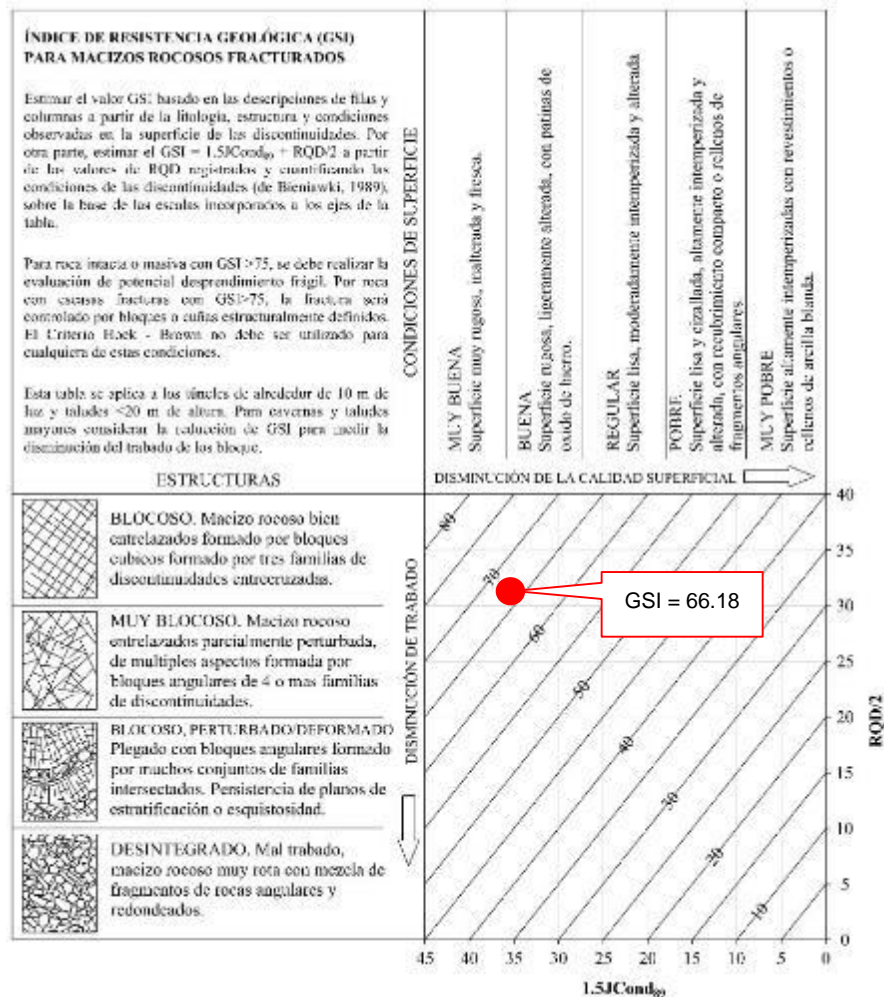 ÍNDICE DE RESISTENCIA GEOLÓGICA (GSI)
PARA MACIZOS ROCOSOS FRACTURADOS
Estimar el valor GSI basado en las descripciones de filas y
columnas a partir de la litología, estructura y condiciones
observadas en la superficie de las discontinuidades. Por
otra parte, estimar el GSI = 1.5JCond89 + RQD/2 a partir
de los valores de RQD registrados y cuantificando las
condiciones de las discontinuidades (de Bieniawki, 1989),
sobre la base de las escalas incorporados a los ejes de la
tabla.
Para roca intacta o masiva con GSI >75, se debe realizar la
evaluación de potencial desprendimiento frágil. Por roca
con escasas fracturas con GSI>75, la fractura será
controlado por bloques o cuñas estructuralmente definidos.
El Criterio Hoek - Brown no debe ser utilizado para
cualquiera de estas condiciones.
Esta tabla se aplica a los túneles de alrededor de 10 m de
luz y taludes <20 m de altura. Para cavernas y taludes
mayores considerar la reducción de GSI para medir la
disminución del trabado de los bloque.
ESTRUCTURAS
CONDICIONES DE SUPERFICIE
MUY BUENA
Superficie muy rugosa, inalterada y fresca.
BUENA
Superficie rugosa, ligeramente alterada, con patinas de
oxido de hierro.
REGULAR
Superficie lisa, moderadamente intemperizada y alterada
POBRE
Superficie lisa y cizallada, altamente intemperizada y
alterada, con recubrimiento compacto o rellenos de
fragmentos angulares.
MUY POBRE
Superficie altamente intemperizadas con revestimientos o
rellenos de arcilla blanda.
DISMINUCIÓN DE LA CALIDAD SUPERFICIAL
BLOCOSO. Macizo rocoso bien
entrelazados formado por bloques
cubicos formado por tres familias de
discontinuidades entrecruzadas.
MUY BLOCOSO. Macizo rocoso
entrelazados parcialmente perturbada,
de multiples aspectos formada por
bloques angulares de 4 o mas familias
de discontinuidades.
BLOCOSO, PERTURBADO/DEFORMADO
Plegado con bloques angulares formado
por muchos conjuntos de familias
intersectados. Persistencia de planos de
estratificación o esquistosidad.
DESINTEGRADO. Mal trabado,
macizo rocoso muy rota con mezcla de
fragmentos de rocas angulares y
redondeados.
DISMINUCIÓN DE TRABADO
80
70
60
50
40
30
20
10
GSI = 66.18
40
35
30
25
20
15
10
5
0
RQD/2
45 40 35 30 25 20 15 10 5 0
1.5JCond89